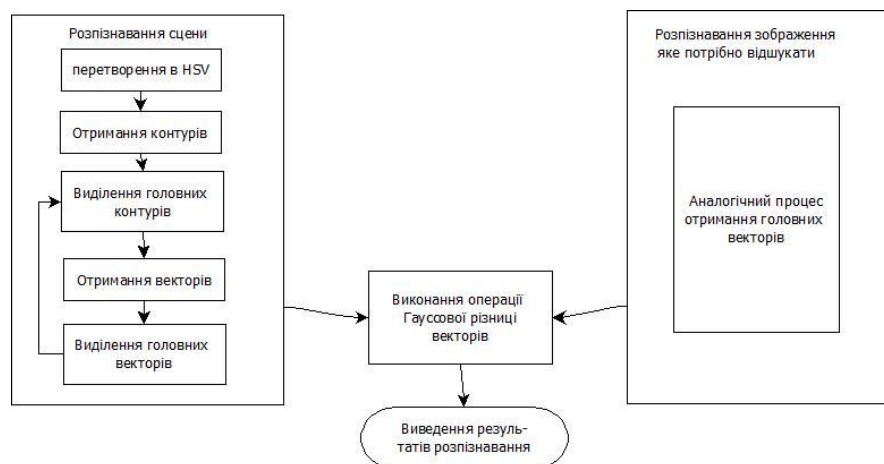 Розпізнавання сцени
перетворення в HSV
Отримання контурів
Виділення головних
контурів
Отримання векторів
Виділення головних
векторів
Виконання операції
Гауссової різниці
векторів
Виведення резуль-
татів розпізнавання
Розпізнавання зображення
яке потрібно відшукати
Аналогічний процес
отримання головних
векторів